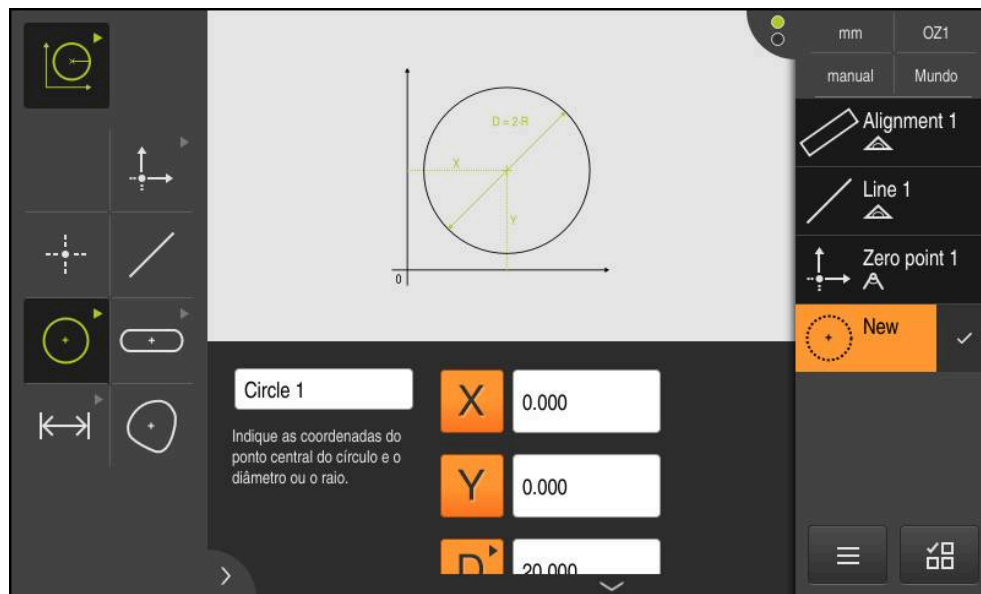 mm
OZ1
manual
Mundo
D = 2·R
X
Y
0
Alignment 1
Line 1
Zero point 1
New
Circle 1
Indique as coordenadas do
ponto central do círculo e o
diâmetro ou o raio.
X
0.000
Y
0.000
D
20.000